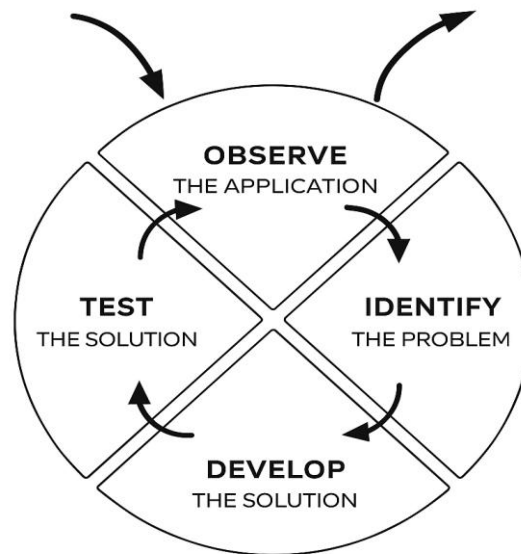 OBSERVE
THE APPLICATION
IDENTIFY
THE PROBLEM
DEVELOP
THE SOLUTION
TEST
THE SOLUTION